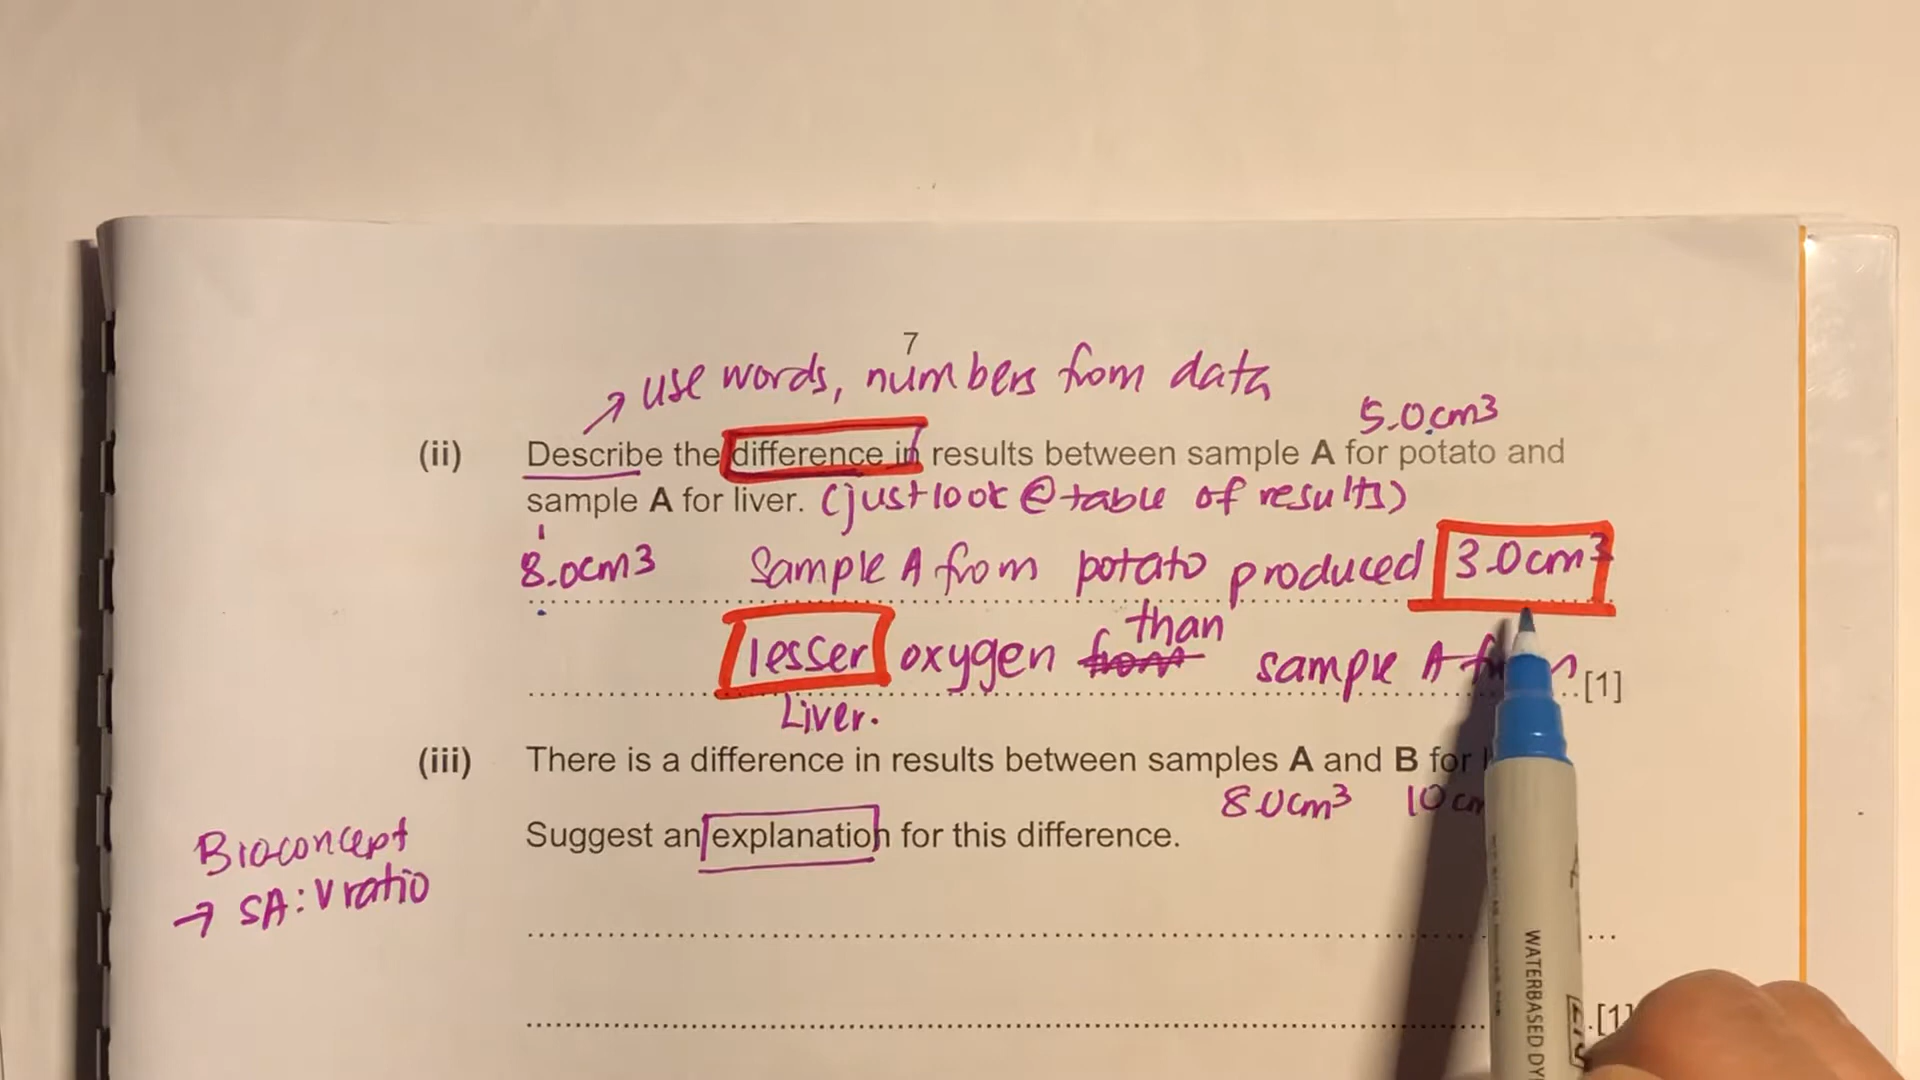 7
→ use words, numbers from data
5.0cm³
(ii) Describe the difference in results between sample A for potato and
sample A for liver. (just look @ table of results)
8.0cm3 Sample A from potato produced 3.0cm³
lesser oxygen from than sample A
[1]
Liver.
(iii) There is a difference in results between samples A and B for
8.0cm³ 10
Suggest an explanation for this difference.
Bioconcept
→ SA:V ratio
[1]
WATERBASED